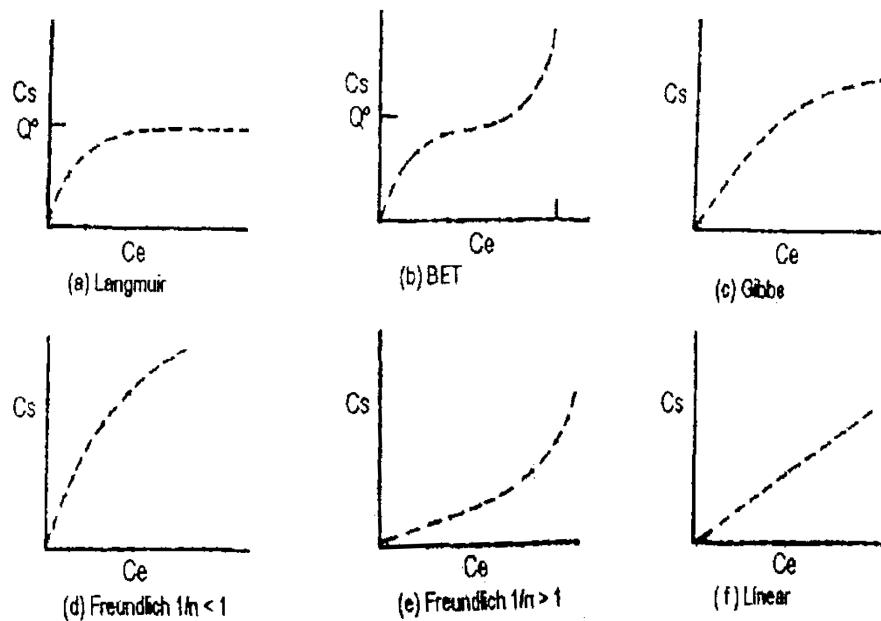 Cs
Q°
Ce
(a) Langmuir
Cs
Q°
Ce
(b) BET
Cs
Ce
(c) Gibbs
Cs
Ce
(d) Freundlich 1/n < 1
Cs
Ce
(e) Freundlich 1/n > 1
Cs
Ce
(f) Linear